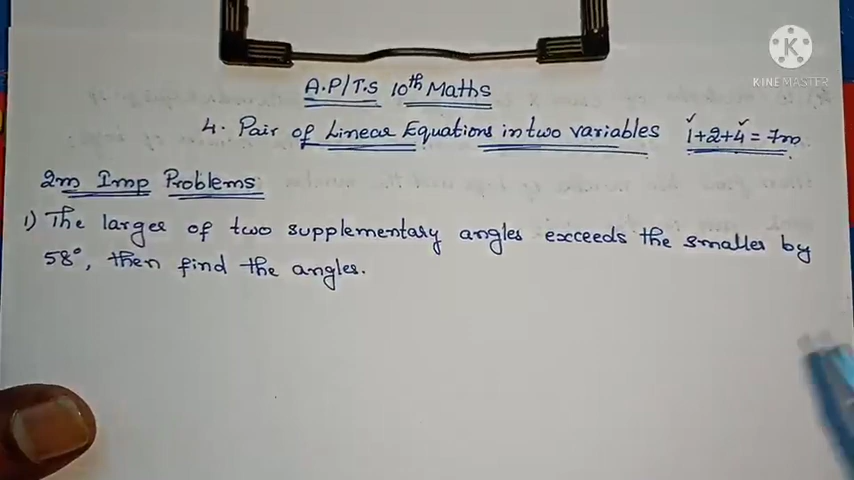 KINEMASTER
A.P/T.S 10th Maths
4. Pair of Linear Equations in two variables 1+2+4 = 7m
2m Imp Problems
1) The larger of two supplementary angles exceeds the smaller by
58°, then find the angles.